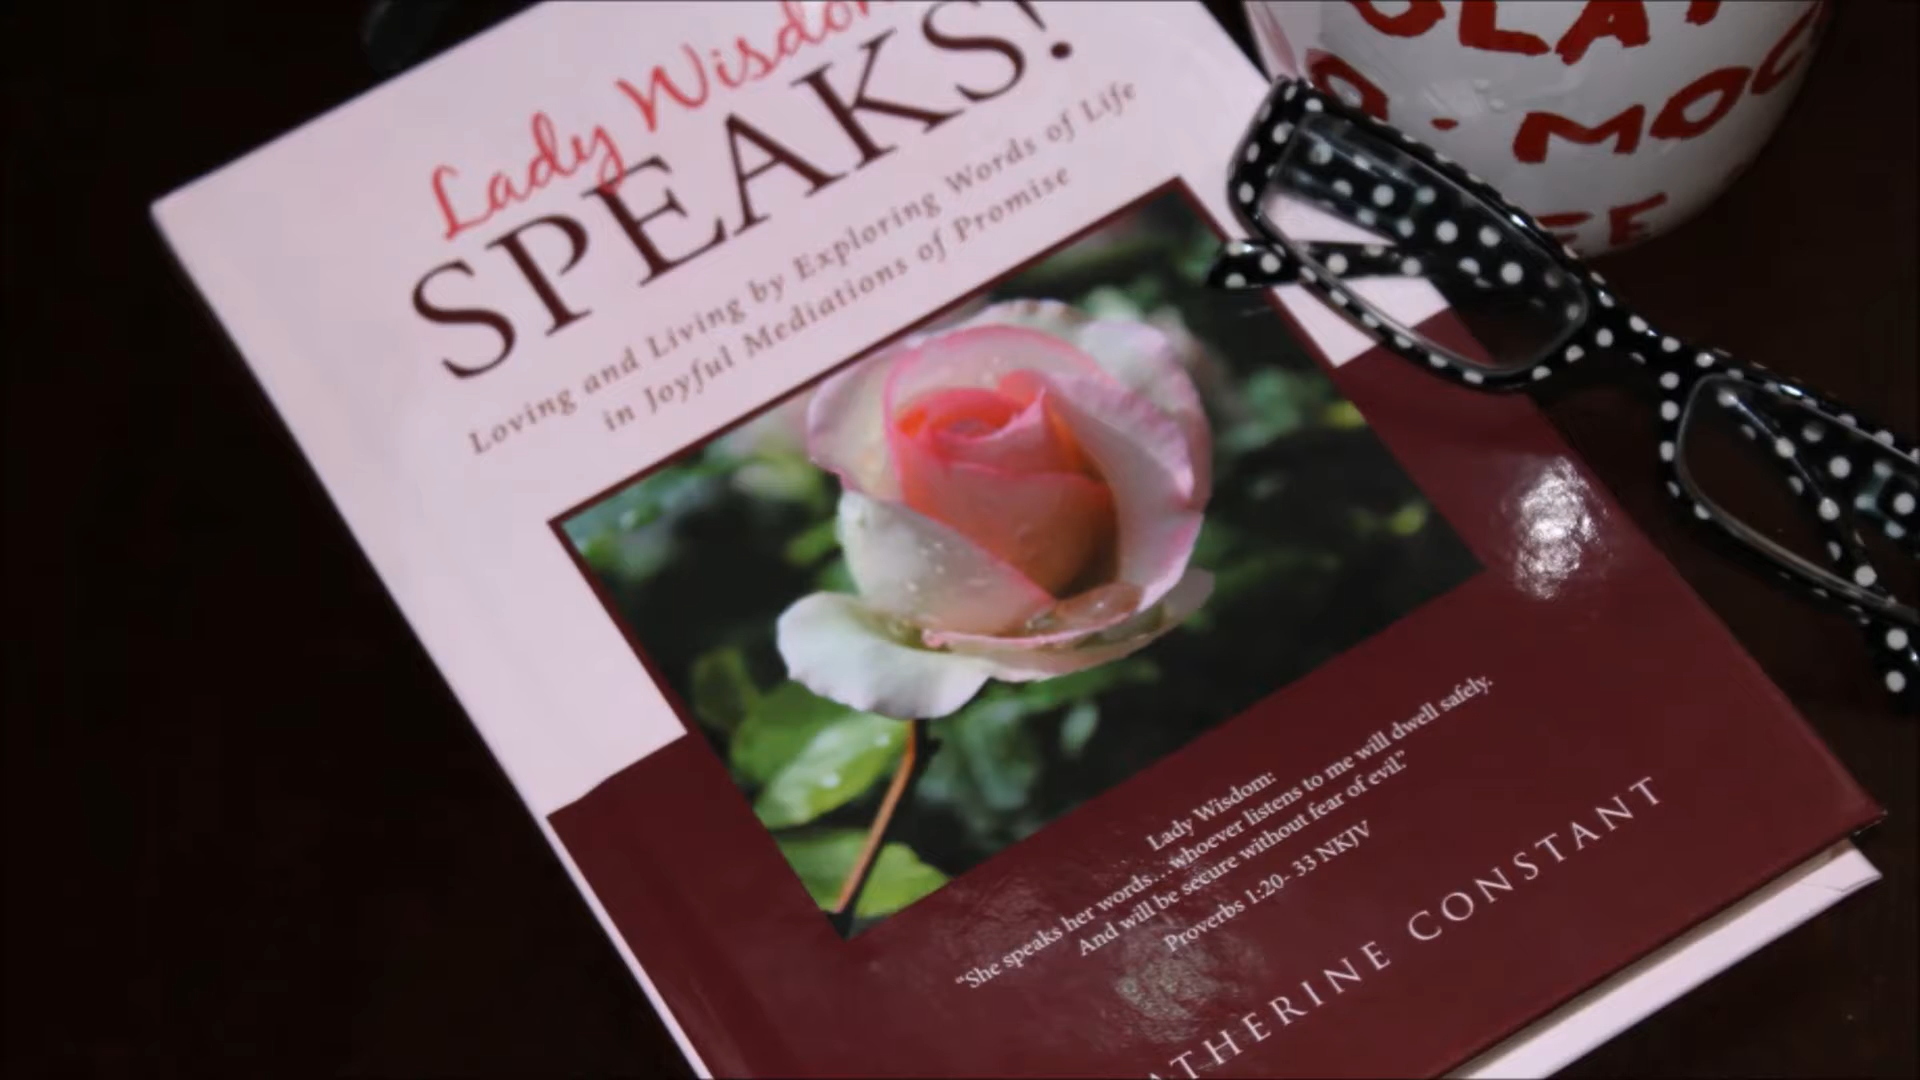 Lady Wisdom
SPEAKS!
Loving and Living by Exploring Words of Life
in Joyful Mediations of Promise
Lady Wisdom:
“She speaks her words…whoever listens to me will dwell safely.
And will be secure without fear of evil.”
Proverbs 1:20- 33 NKJV
ATHERINE CONSTANT